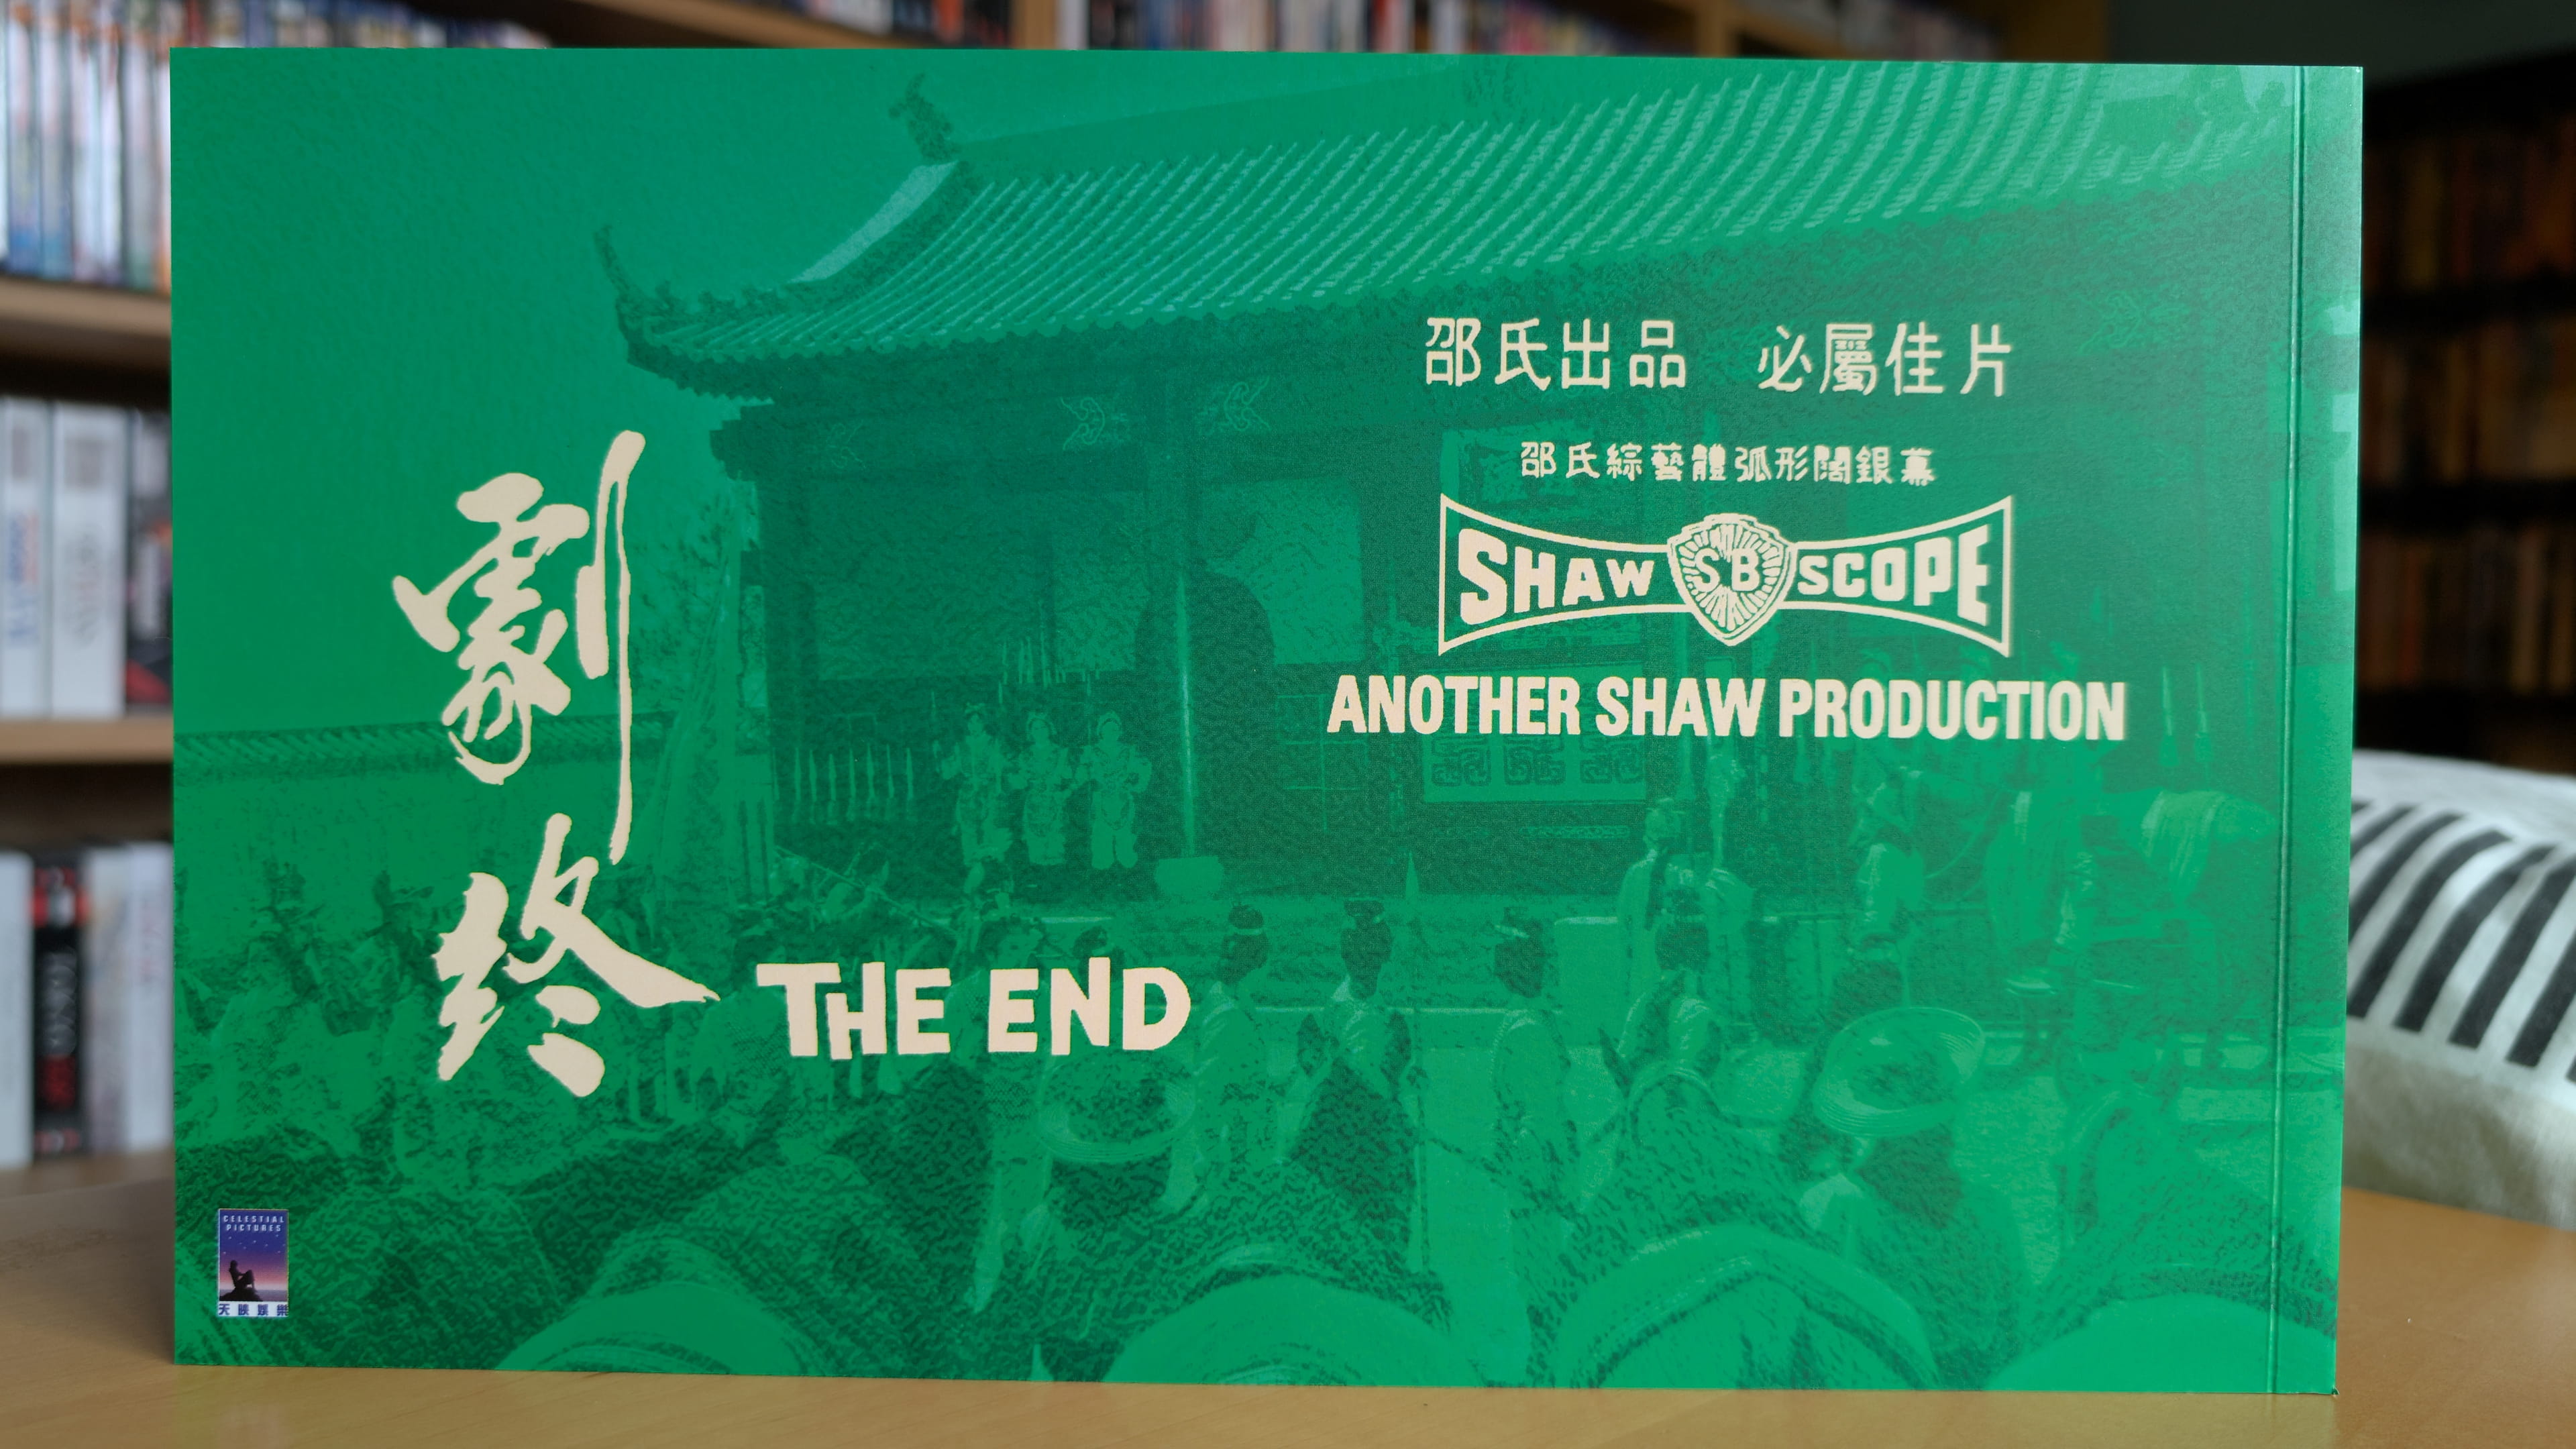 邵氏出品 必屬佳片
邵氏綜藝體弧形闊銀幕
SHAW SB SCOPE
ANOTHER SHAW PRODUCTION
劇終
THE END
CELESTIAL
PICTURES
天映娛樂